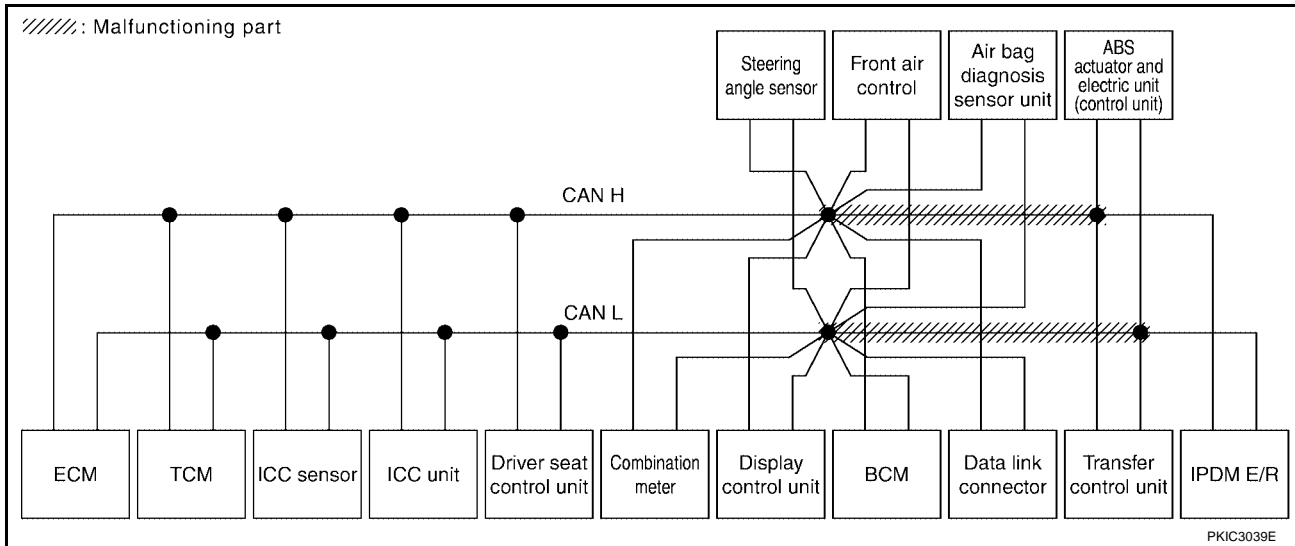 : Malfunctioning part
Steering
angle sensor
Front air
control
Air bag
diagnosis
sensor unit
ABS
actuator and
electric unit
(control unit)
CAN H
CAN L
ECM
TCM
ICC sensor
ICC unit
Driver seat
control unit
Combination
meter
Display
control unit
BCM
Data link
connector
Transfer
control unit
IPDM E/R
PKIC3039E